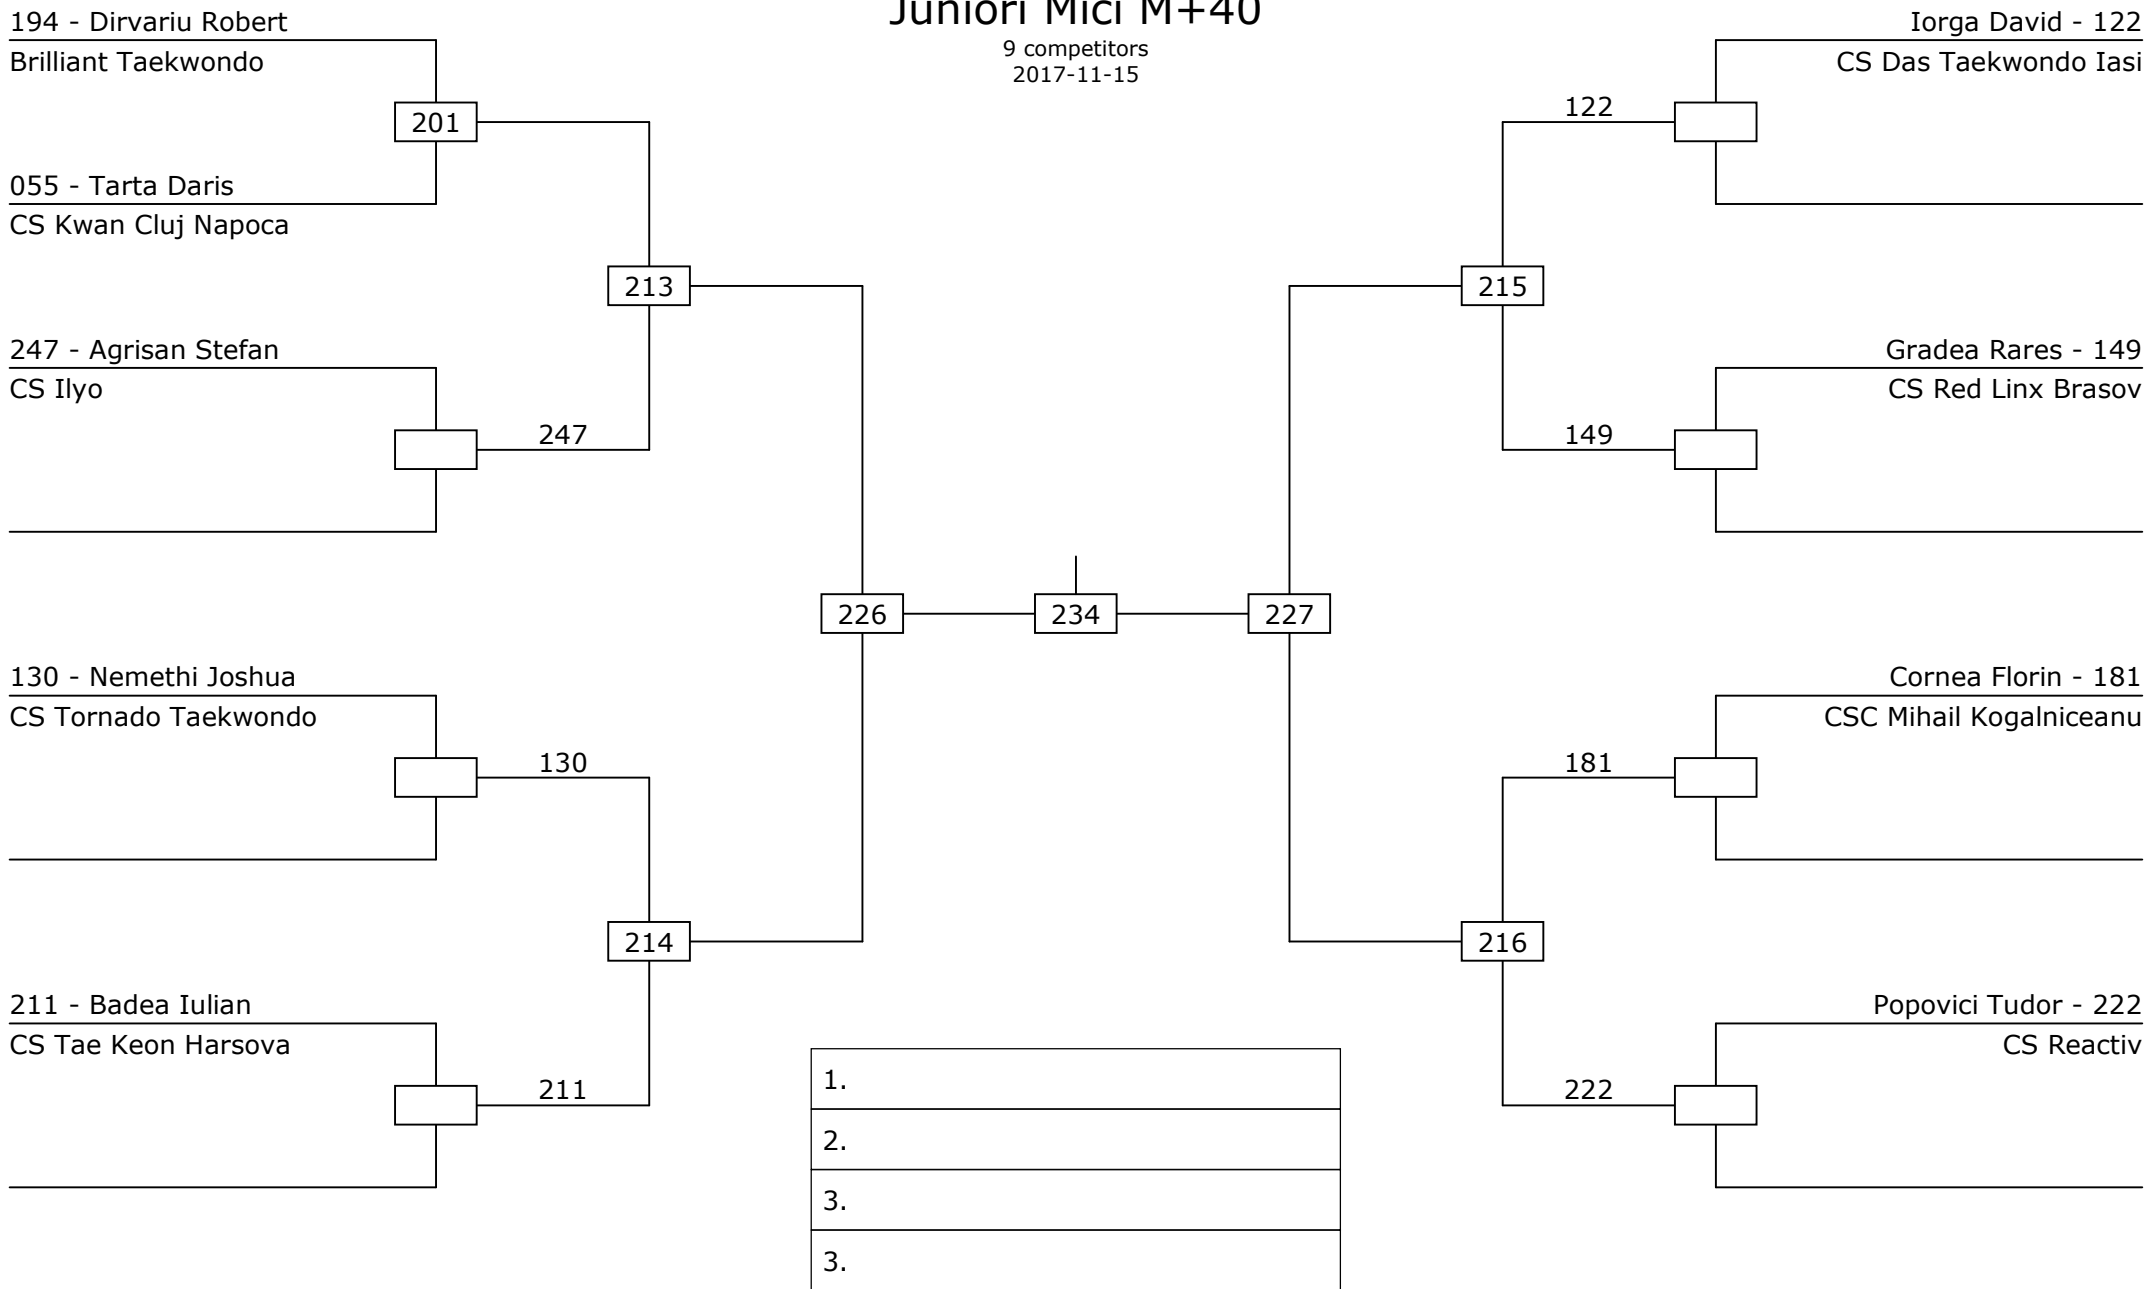 Juniori Mici M+40
9 competitors
2017-11-15
194 - Dirvariu Robert
Brilliant Taekwondo
201
055 - Tarta Daris
CS Kwan Cluj Napoca
213
247 - Agrisan Stefan
CS Ilyo
247
226
130 - Nemethi Joshua
CS Tornado Taekwondo
130
214
211 - Badea Iulian
CS Tae Keon Harsova
211
234
Iorga David - 122
CS Das Taekwondo Iasi
122
215
Gradea Rares - 149
CS Red Linx Brasov
149
227
Cornea Florin - 181
CSC Mihail Kogalniceanu
181
216
Popovici Tudor - 222
CS Reactiv
222
1.
2.
3.
3.